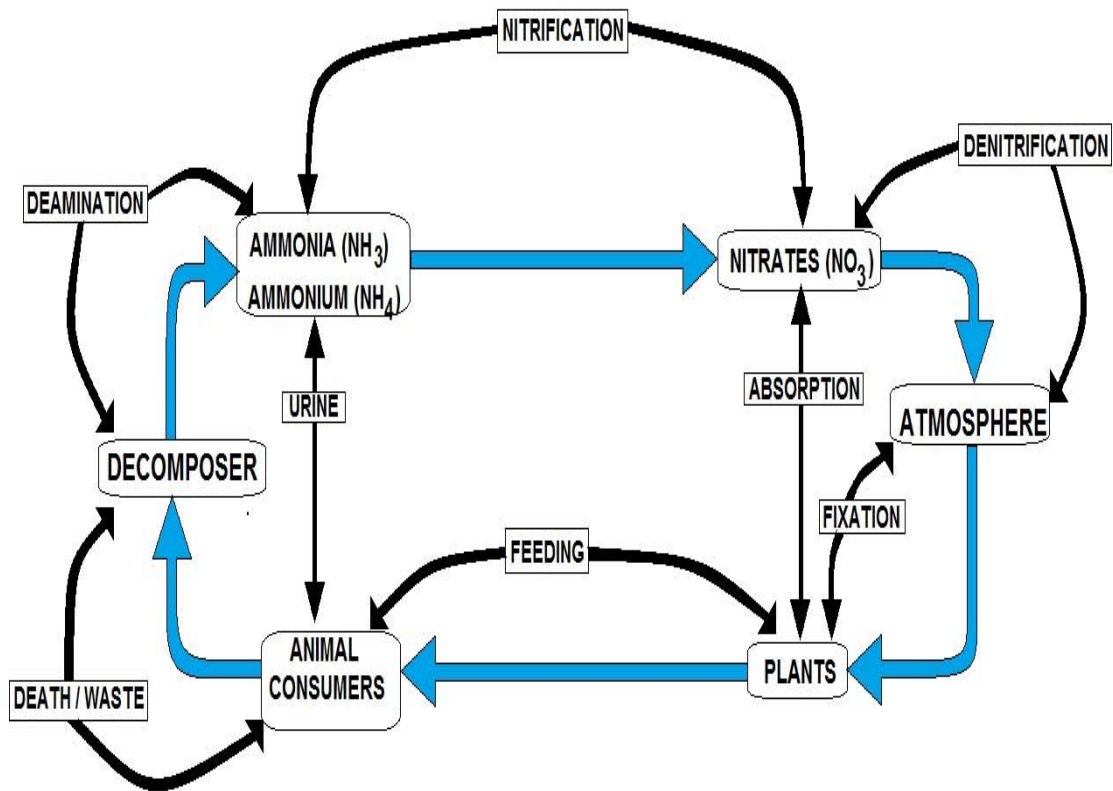 NITRIFICATION
DENITRIFICATION
DEAMINATION
AMMONIA (NH3)
AMMONIUM (NH4)
NITRATES (NO3)
URINE
ABSORPTION
ATMOSPHERE
DECOMPOSER
FIXATION
FEEDING
ANIMAL
CONSUMERS
PLANTS
DEATH / WASTE